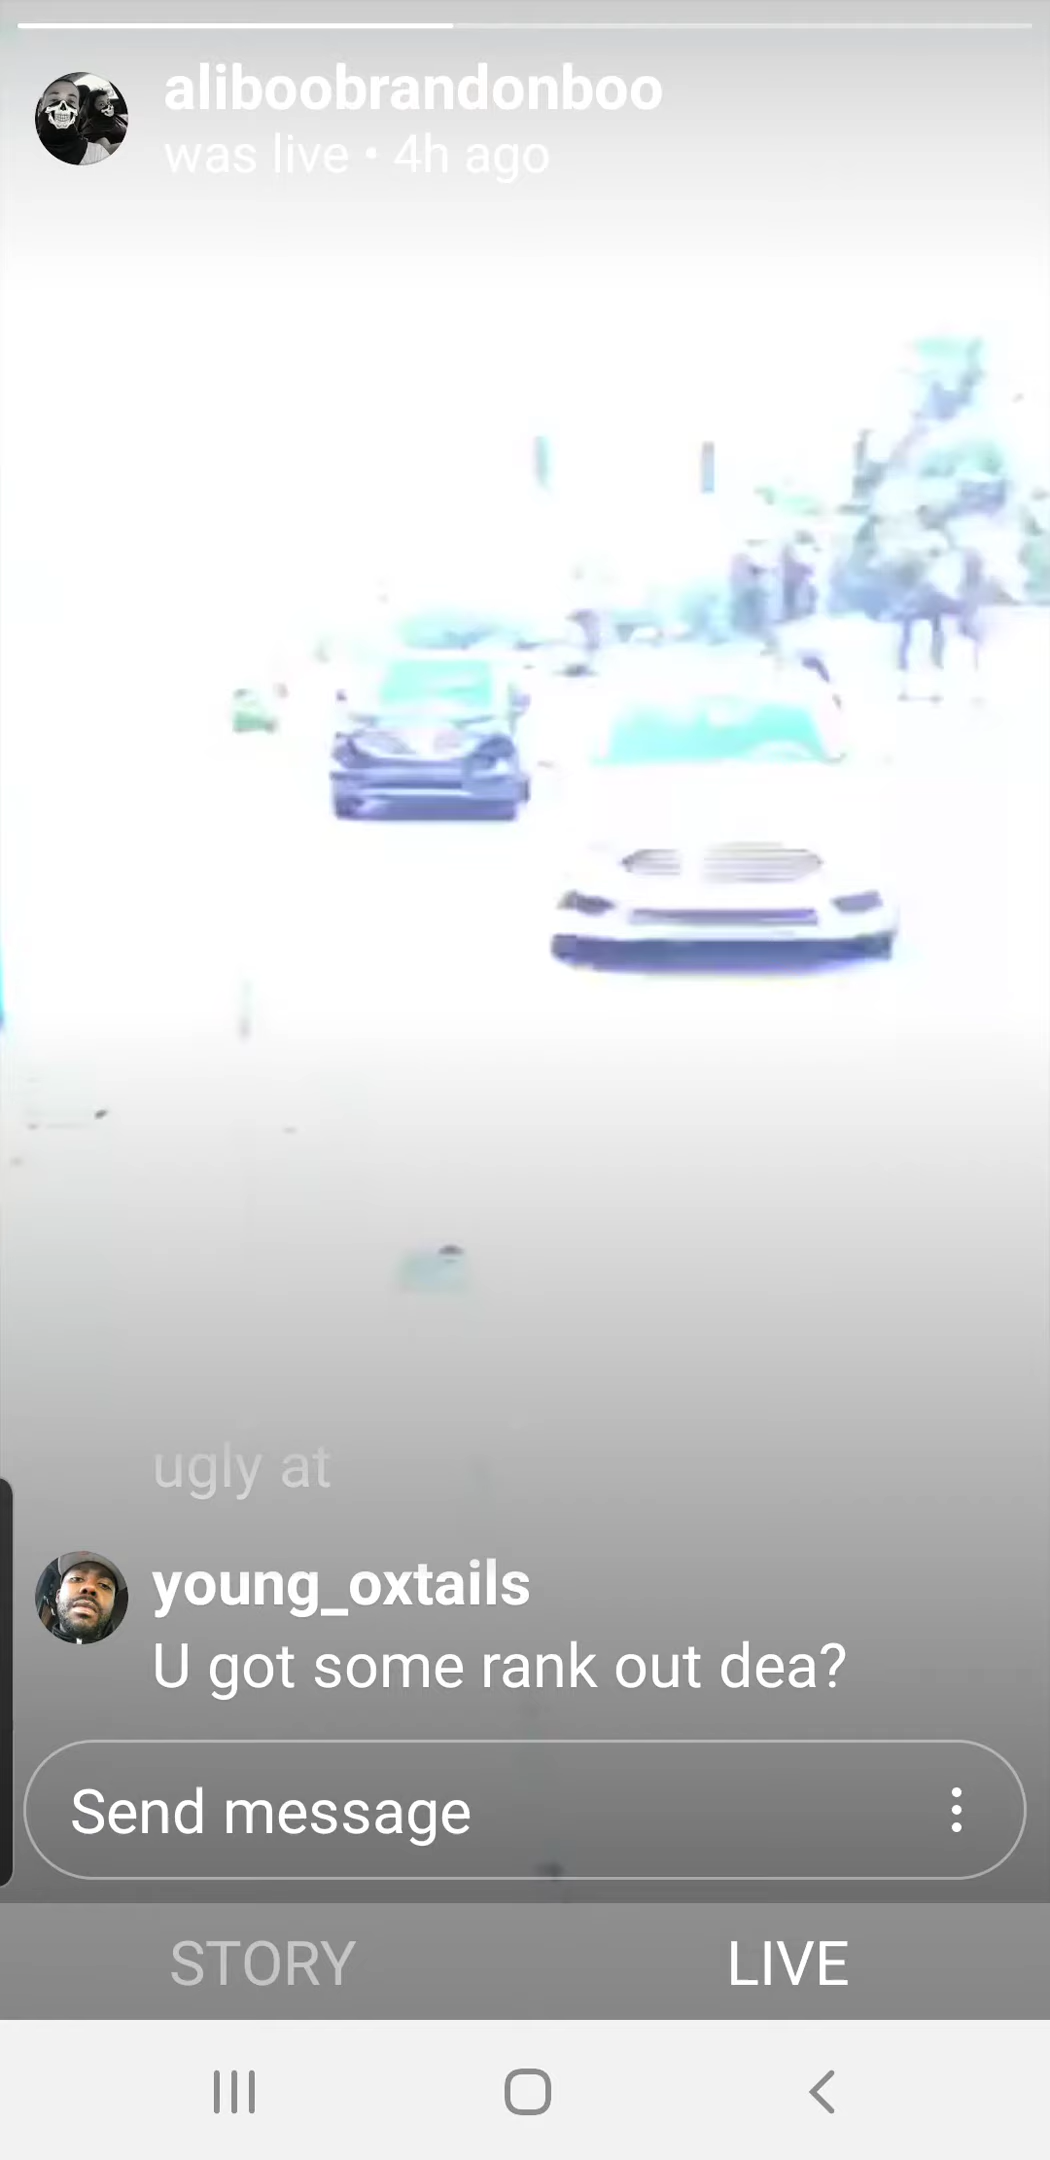 aliboobrandonboo
was live • 4h ago
ugly at
young_oxtails
U got some rank out dea?
Send message
STORY
LIVE